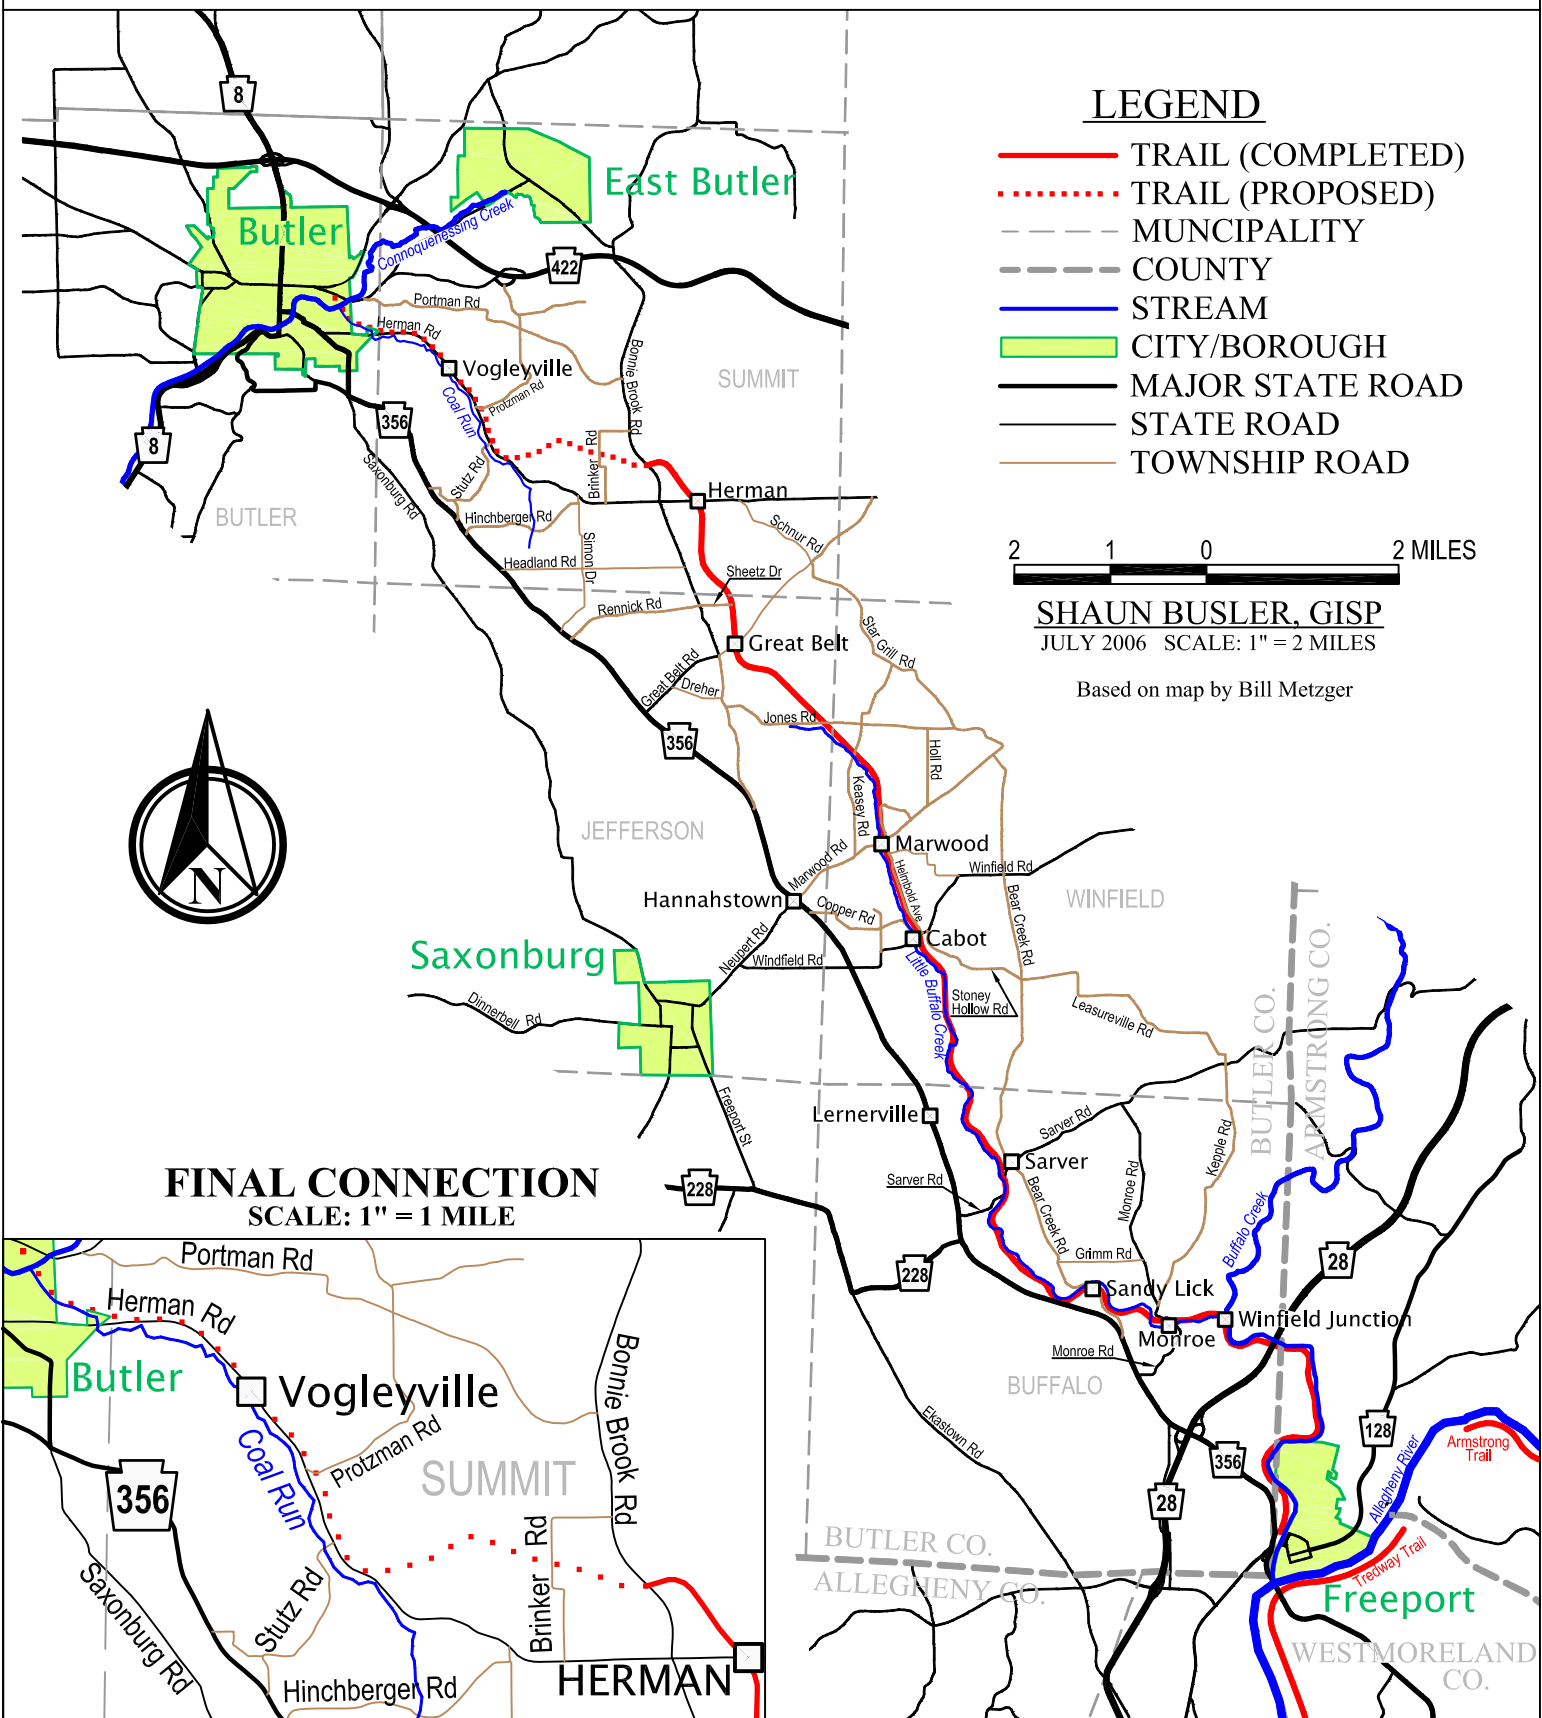 8
East Butler
Butler
Connoquenessing Creek
422
Portman Rd
Herman Rd
Vogleyville
Bonnie Brook Rd
SUMMIT
Protzman Rd
Coal Run
356
8
Saxonburg Rd
Stutz Rd
Brinker Rd
Herman
BUTLER
Hinchberger Rd
Schnur Rd
Simon Dr
Headland Rd
Sheetz Dr
Rennick Rd
Great Belt
Star Grill Rd
Great Belt Rd
Dreher
Jones Rd
356
Holl Rd
Keasey Rd
JEFFERSON
Marwood
Marwood Rd
Helmbold Ave
Winfield Rd
Hannahstown
Copper Rd
Bear Creek Rd
WINFIELD
Cabot
Saxonburg
Neupert Rd
Windfield Rd
Little Buffalo Creek
Stoney
Hollow Rd
Dinnerbell Rd
Leasureville Rd
BUTLER CO.
ARMSTRONG CO.
Freeport St
Lernerville
Sarver Rd
Kepple Rd
Sarver
Sarver Rd
228
Bear Creek Rd
Monroe Rd
Buffalo Creek
Grimm Rd
228
28
Sandy Lick
Winfield Junction
Monroe
Monroe Rd
BUFFALO
Ekastown Rd
128
356
28
Allegheny River
Armstrong
Trail
BUTLER CO.
ALLEGHENY CO.
Tredway Trail
Freeport
WESTMORELAND
CO.
LEGEND
TRAIL (COMPLETED)
TRAIL (PROPOSED)
MUNCIPALITY
COUNTY
STREAM
CITY/BOROUGH
MAJOR STATE ROAD
STATE ROAD
TOWNSHIP ROAD
2 1 0 2 MILES
SHAUN BUSLER, GISP
JULY 2006 SCALE: 1" = 2 MILES
Based on map by Bill Metzger
N
FINAL CONNECTION
SCALE: 1" = 1 MILE
Portman Rd
Herman Rd
Butler
Vogleyville
Bonnie Brook Rd
Protzman Rd
Coal Run
SUMMIT
356
Brinker Rd
Saxonburg Rd
Stutz Rd
HERMAN
Hinchberger Rd